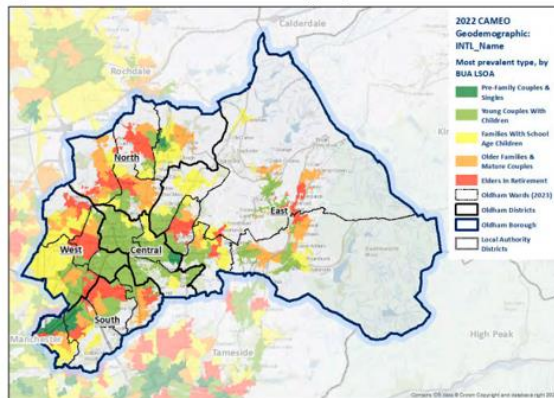 Calderdale
Rochdale
North
East
West
Central
South
Manchester
Tameside
High Peak
2022 CAMEO
Geodemographic:
INTL_Name
Most prevalent type, by
BUA LSOA
Pre-Family Couples &
Singles
Young Couples With
Children
Families With School
Age Children
Older Families &
Mature Couples
Elders In Retirement
Oldham Wards (2023)
Oldham Districts
Oldham Borough
Local Authority
Districts